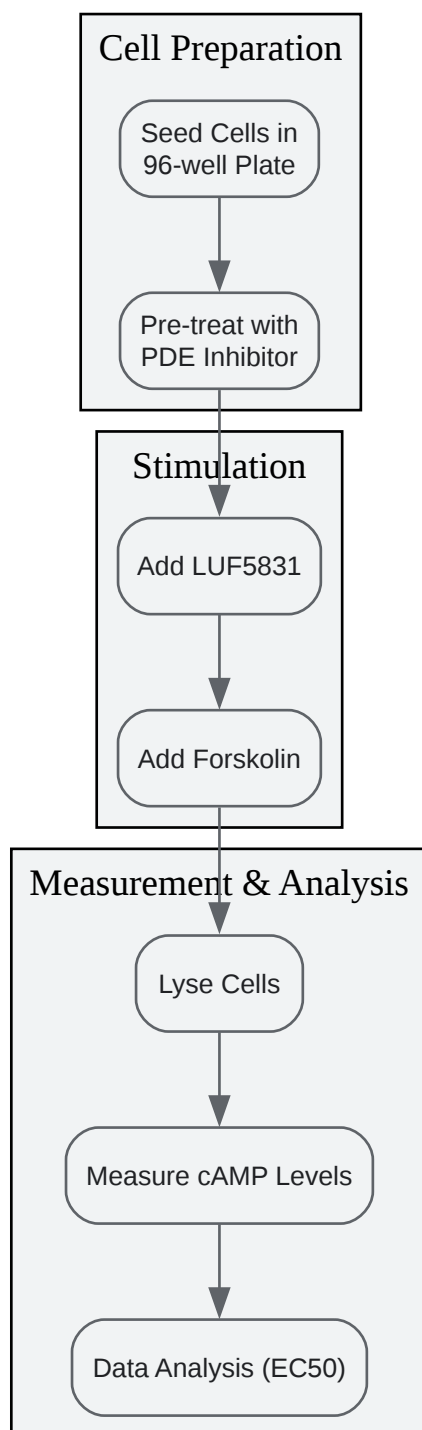 Cell Preparation
Seed Cells in
96-well Plate
Pre-treat with
PDE Inhibitor
Stimulation
Add LUF5831
Add Forskolin
Measurement & Analysis
Lyse Cells
Measure cAMP Levels
Data Analysis (EC50)